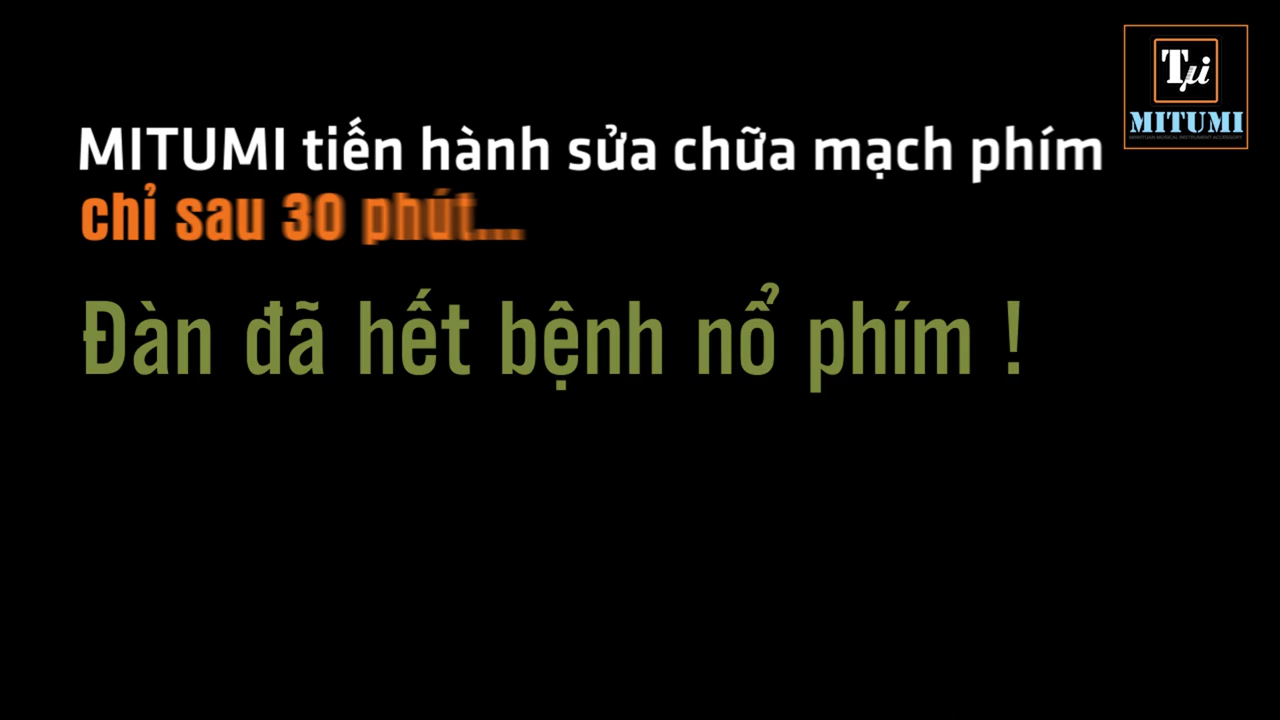 Tµi
MITUMI
MITUMI tiến hành sửa chữa mạch phím
chỉ sau 30 phút...
Đàn đã hết bệnh nổ phím !